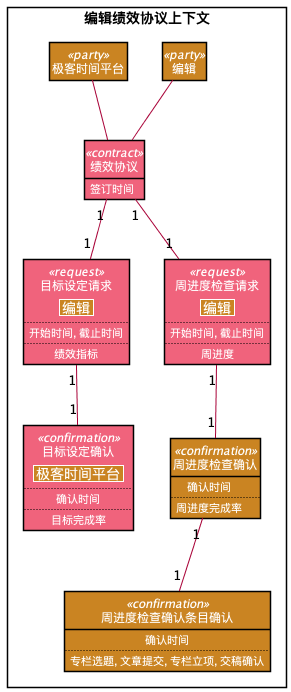 编辑绩效协议上下文
«party»
极客时间平台
«party»
编辑
«contract»
绩效协议
签订时间
1
1
1
1
«request»
目标设定请求
编辑
开始时间, 截止时间
绩效指标
«request»
周进度检查请求
编辑
开始时间, 截止时间
周进度
1
1
1
1
«confirmation»
目标设定确认
极客时间平台
确认时间
目标完成率
«confirmation»
周进度检查确认
确认时间
周进度完成率
1
1
«confirmation»
周进度检查确认条目确认
确认时间
专栏选题, 文章提交, 专栏立项, 交稿确认